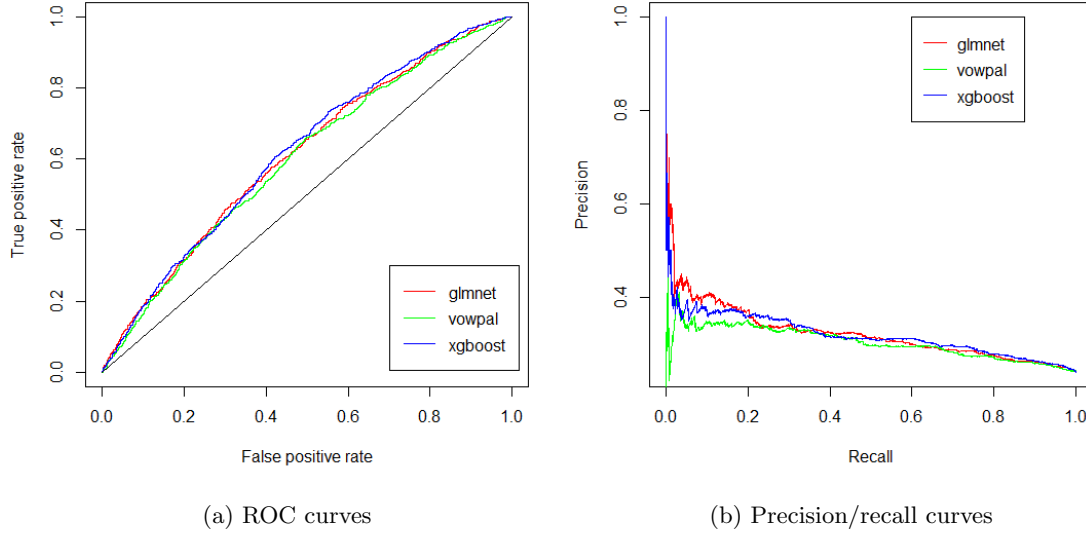 1.0
0.8
0.6
0.4
0.2
0.0
True positive rate
glmnet
vowpal
xgboost
0.0 0.2 0.4 0.6 0.8 1.0
False positive rate
(a) ROC curves
1.0
0.8
0.6
0.4
Precision
glmnet
vowpal
xgboost
0.0 0.2 0.4 0.6 0.8 1.0
Recall
(b) Precision/recall curves